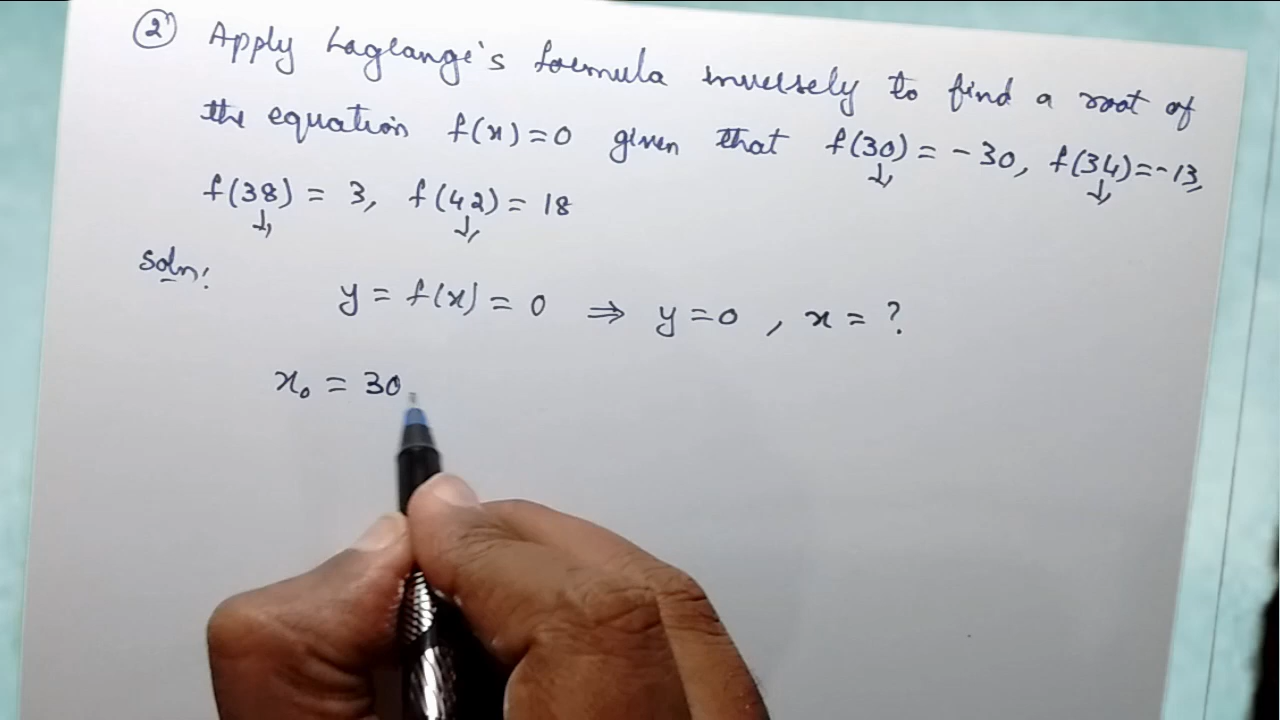 ② Apply Lagrange's formula inversely to find a root of
the equation f(x)=0 given that f(30) = -30, f(34)=-13,
f(38) = 3, f(42) = 18
Soln:
y = f(x) = 0 ⇒ y=0 , x = ?
x₀ = 30